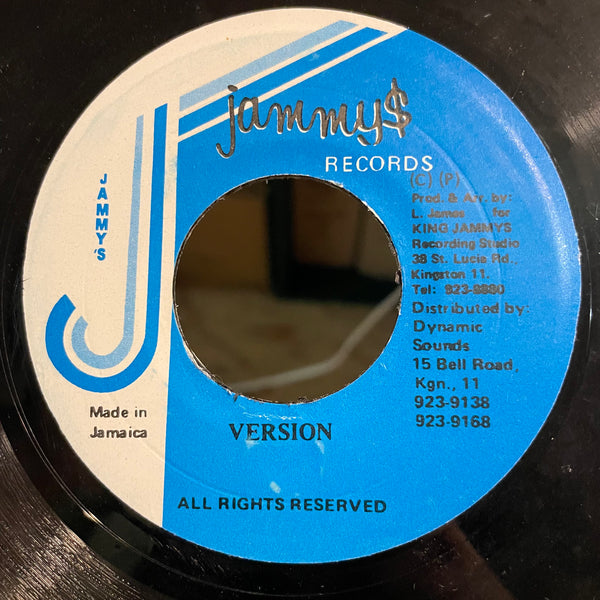 jammy$
RECORDS
JAMMY'S
(C) (P)
Prod. & Arr. by:
L. James for
KING JAMMYS
Recording Studio
38 St. Lucia Rd.,
Kingston 11.
Tel: 923-9880
Distributed by:
Dynamic
Sounds
15 Bell Road,
Kgn., 11
923-9138
923-9168
Made in
Jamaica
VERSION
ALL RIGHTS RESERVED